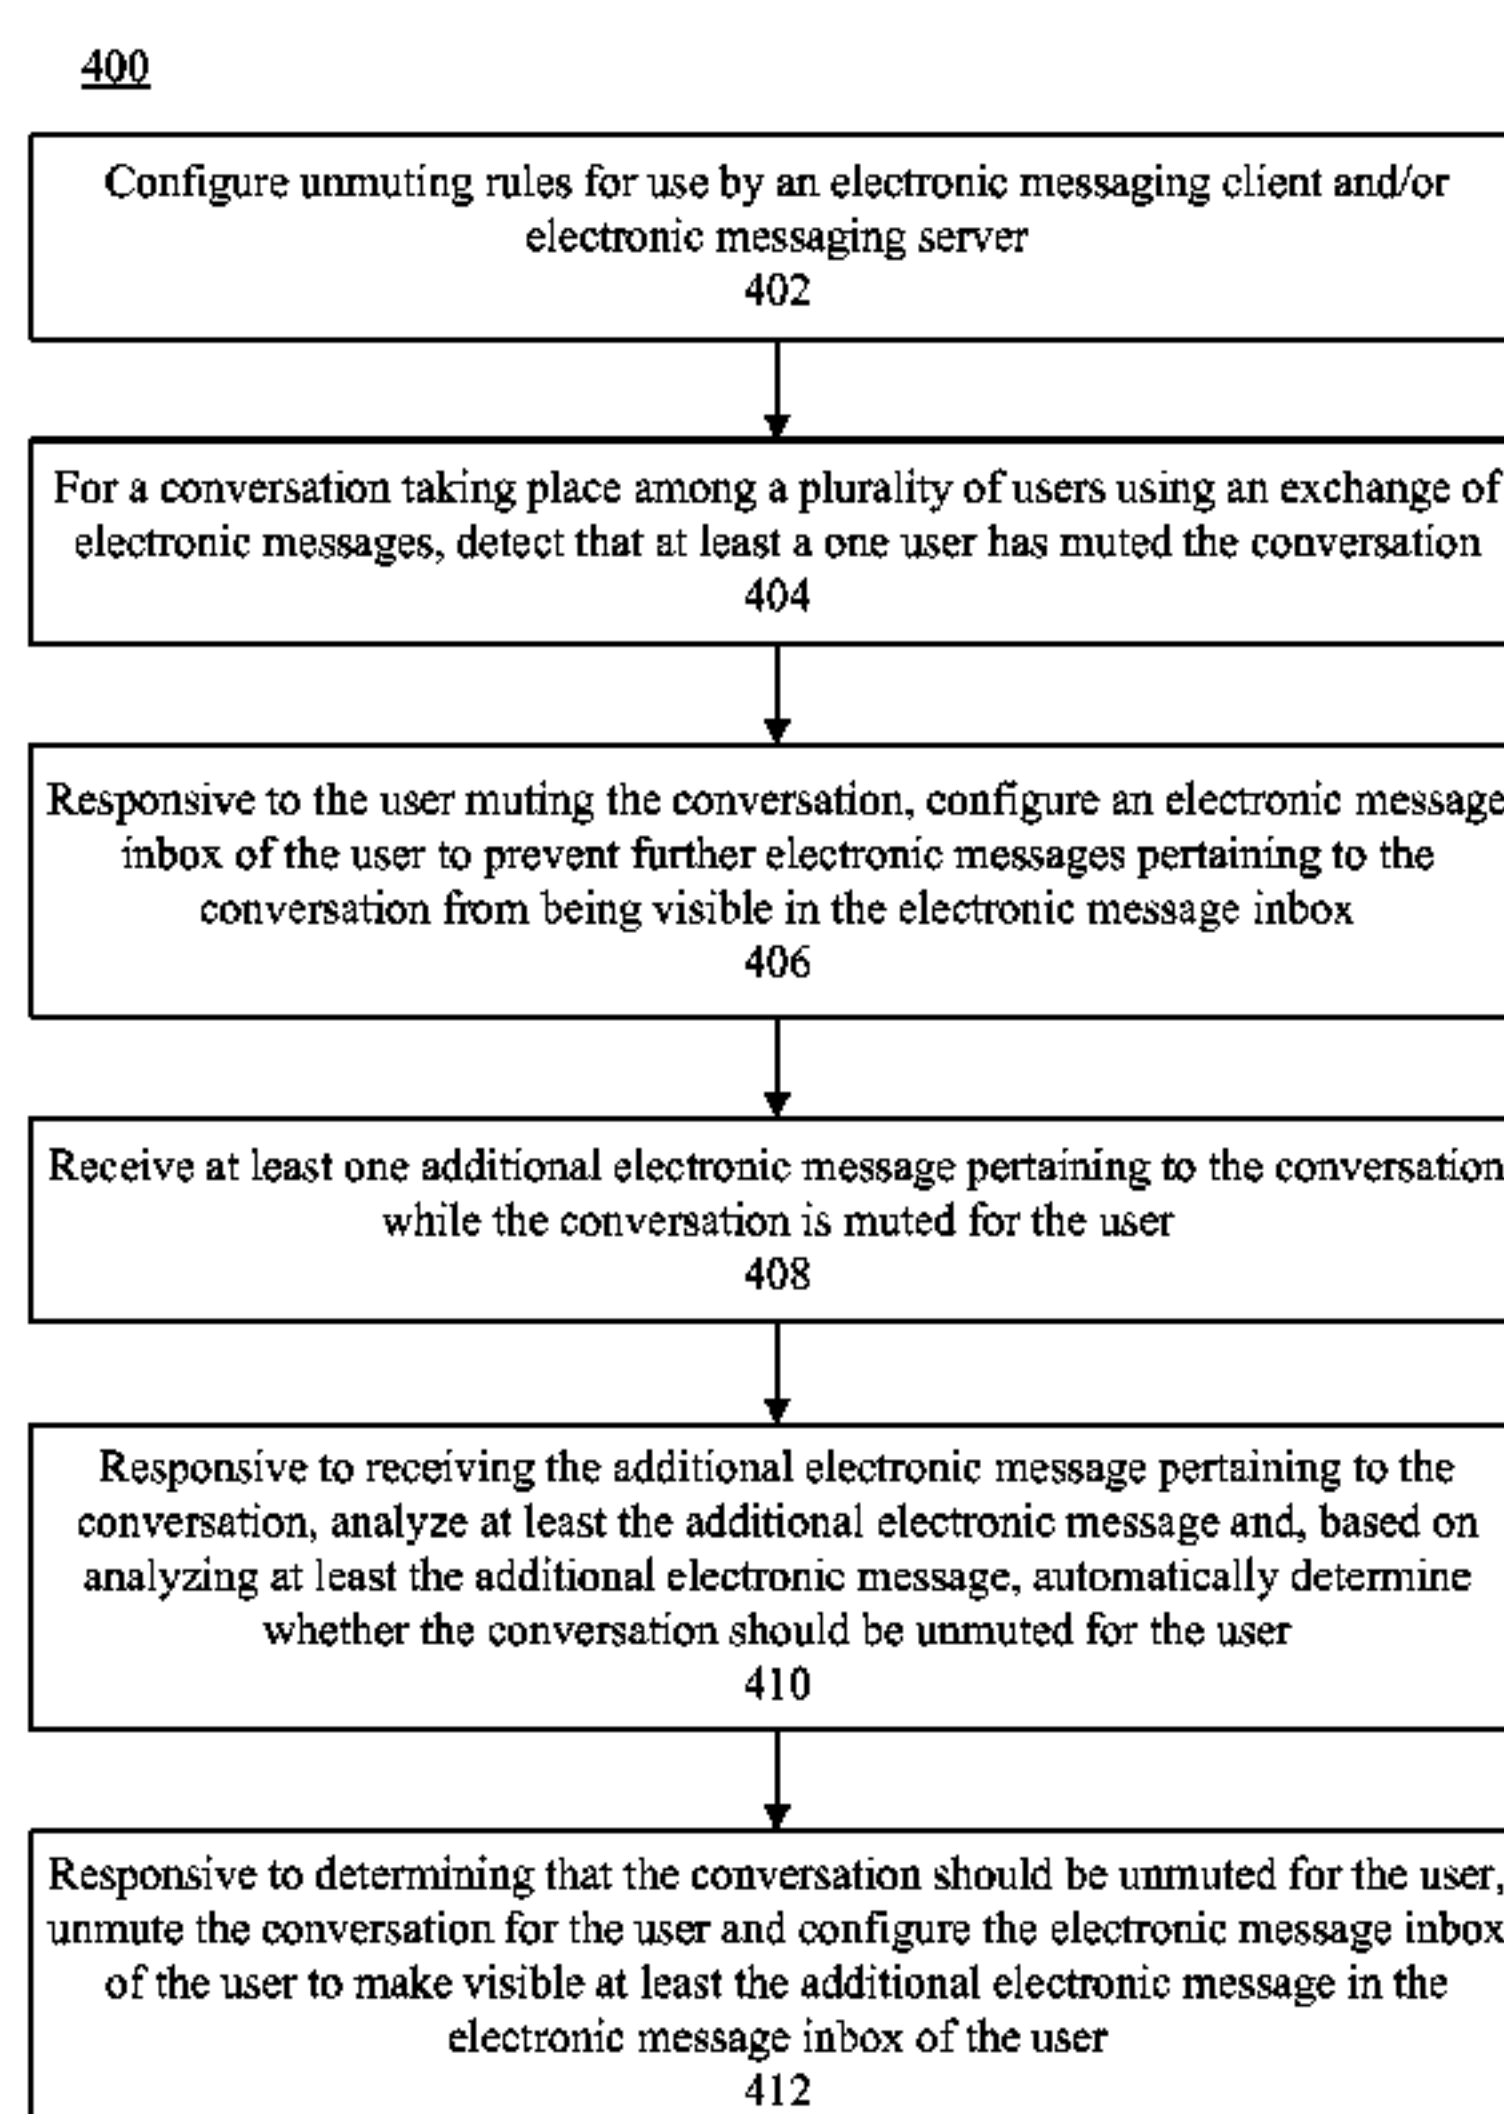 400
Configure unmuting rules for use by an electronic messaging client and/or
electronic messaging server
402
For a conversation taking place among a plurality of users using an exchange of
electronic messages, detect that at least a one user has muted the conversation
404
Responsive to the user muting the conversation, configure an electronic message
inbox of the user to prevent further electronic messages pertaining to the
conversation from being visible in the electronic message inbox
406
Receive at least one additional electronic message pertaining to the conversation
while the conversation is muted for the user
408
Responsive to receiving the additional electronic message pertaining to the
conversation, analyze at least the additional electronic message and, based on
analyzing at least the additional electronic message, automatically determine
whether the conversation should be unmuted for the user
410
Responsive to determining that the conversation should be unmuted for the user,
unmute the conversation for the user and configure the electronic message inbox
of the user to make visible at least the additional electronic message in the
electronic message inbox of the user
412